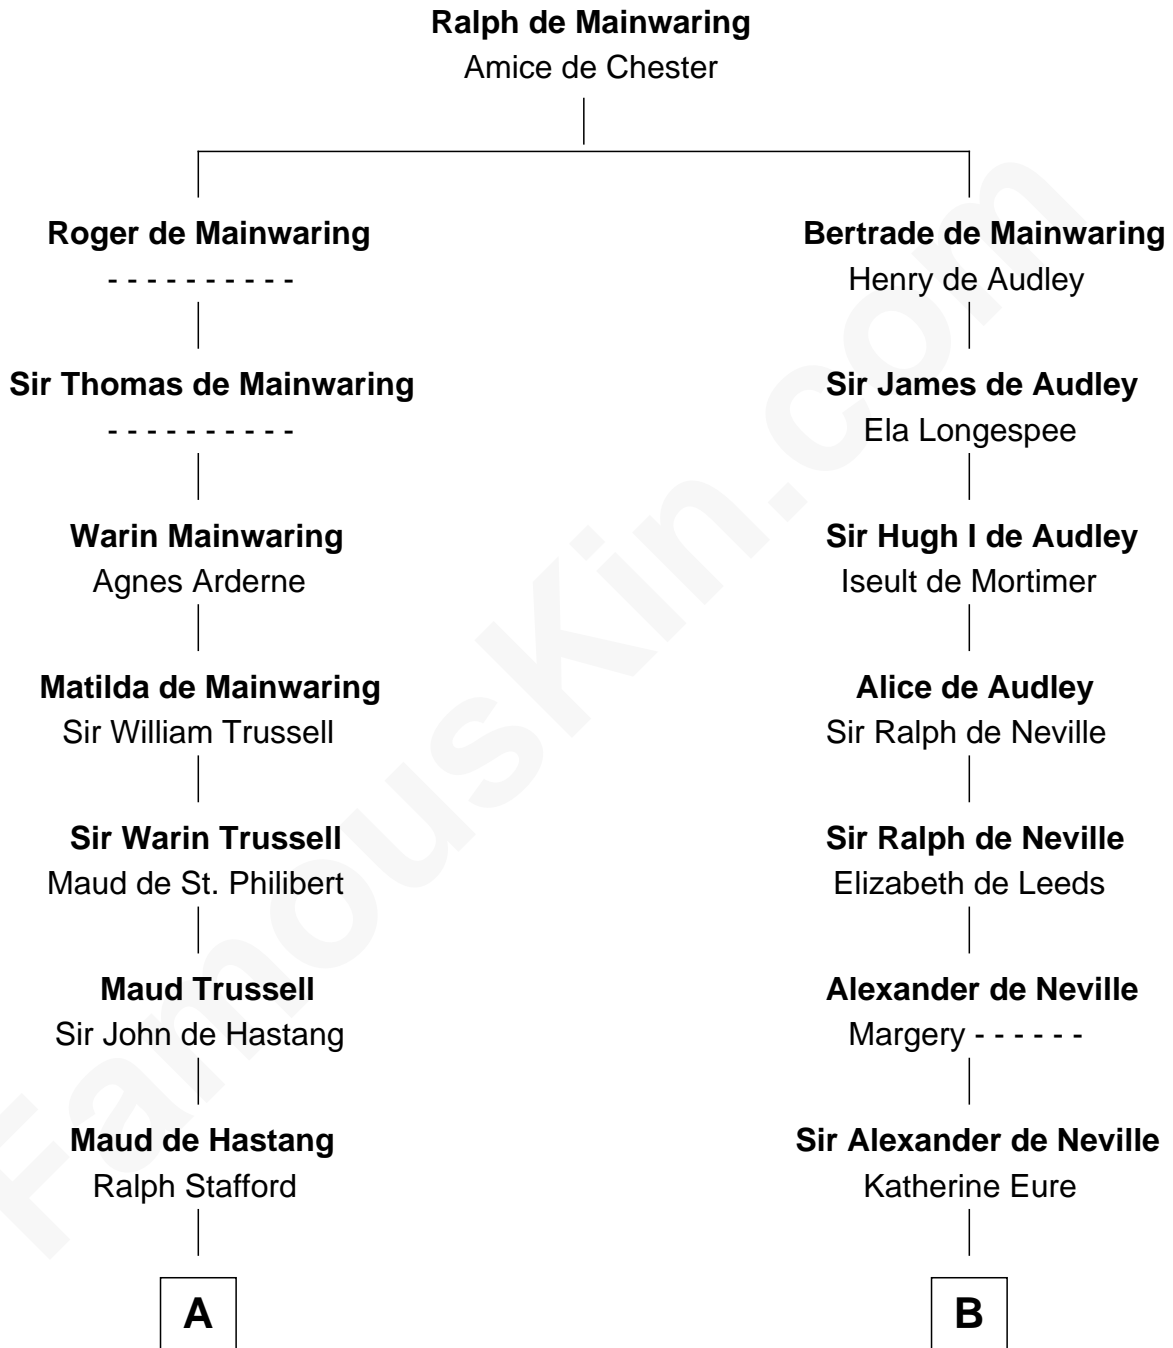 Ralph de Mainwaring
Amice de Chester
Roger de Mainwaring
- - - - - - - - - -
Sir Thomas de Mainwaring
- - - - - - - - - -
Warin Mainwaring
Agnes Arderne
Matilda de Mainwaring
Sir William Trussell
Sir Warin Trussell
Maud de St. Philibert
Maud Trussell
Sir John de Hastang
Maud de Hastang
Ralph Stafford
A
Bertrade de Mainwaring
Henry de Audley
Sir James de Audley
Ela Longespee
Sir Hugh I de Audley
Iseult de Mortimer
Alice de Audley
Sir Ralph de Neville
Sir Ralph de Neville
Elizabeth de Leeds
Alexander de Neville
Margery - - - - - -
Sir Alexander de Neville
Katherine Eure
B
FamousKin.com